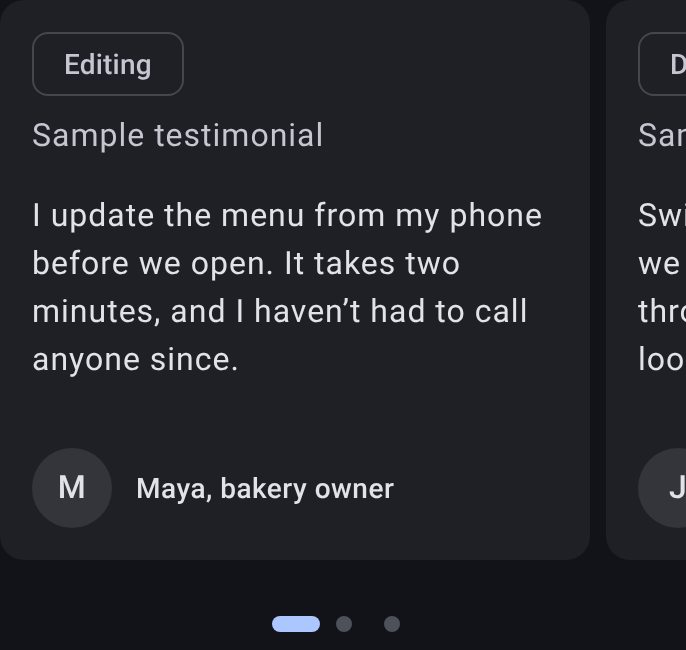 Editing
Sample testimonial
I update the menu from my phone
before we open. It takes two
minutes, and I haven’t had to call
anyone since.
M
Maya, bakery owner